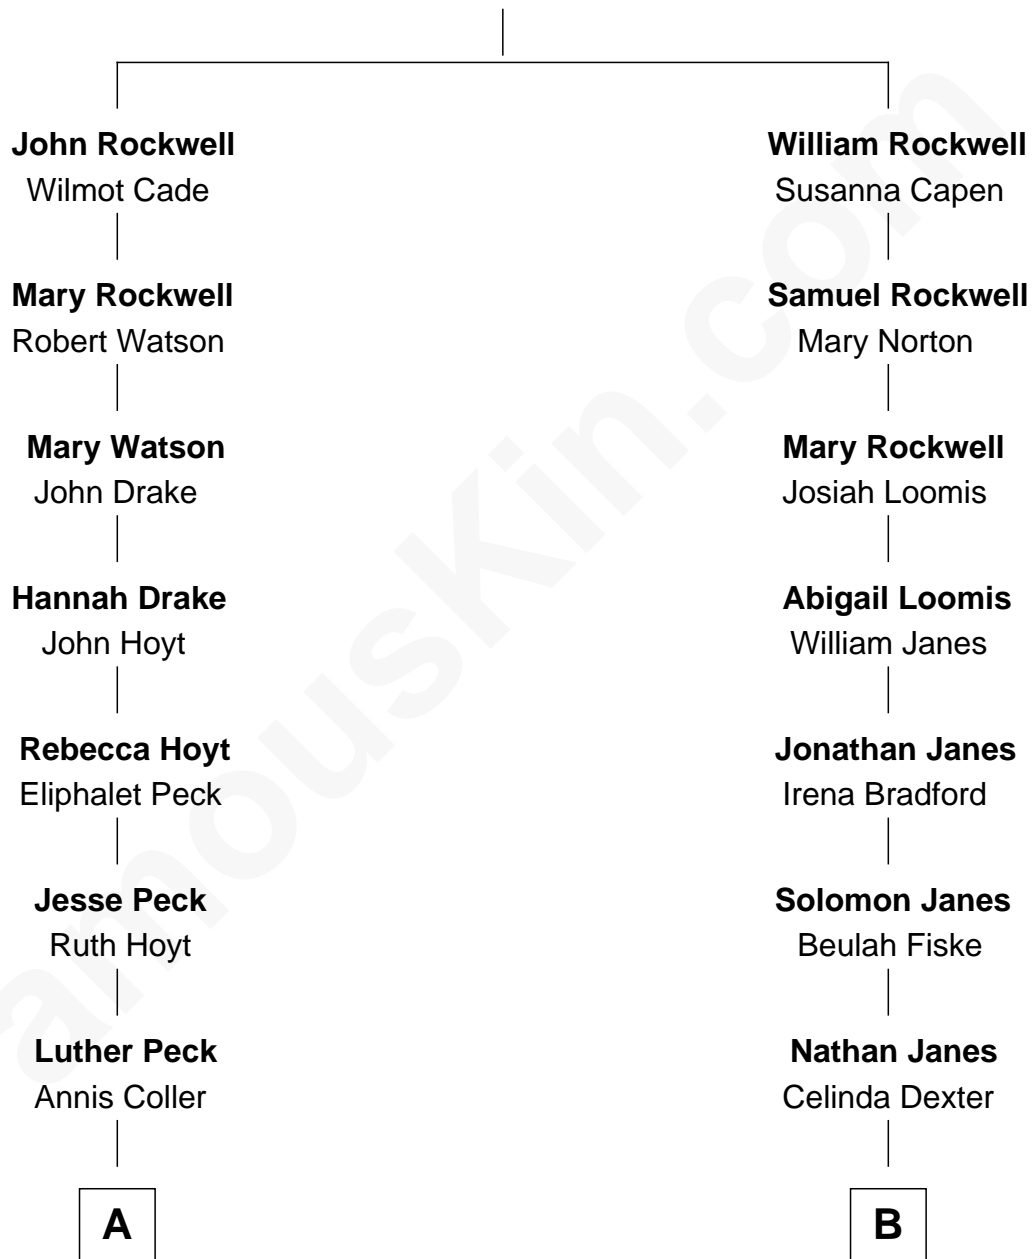 John Rockwell
Wilmot Cade
William Rockwell
Susanna Capen
Mary Rockwell
Robert Watson
Samuel Rockwell
Mary Norton
Mary Watson
John Drake
Mary Rockwell
Josiah Loomis
Hannah Drake
John Hoyt
Abigail Loomis
William Janes
Rebecca Hoyt
Eliphalet Peck
Jonathan Janes
Irena Bradford
Jesse Peck
Ruth Hoyt
Solomon Janes
Beulah Fiske
Luther Peck
Annis Coller
Nathan Janes
Celinda Dexter
A
B
amouskin.com